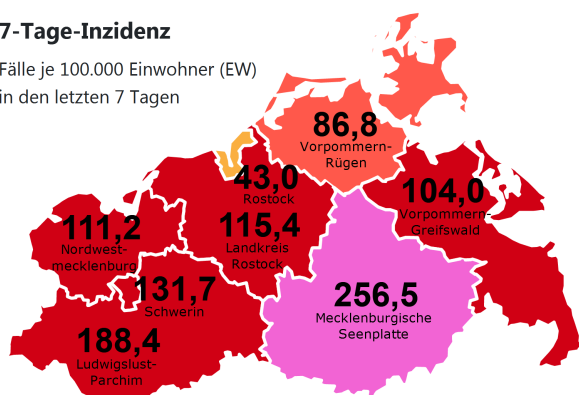 7-Tage-Inzidenz
Fälle je 100.000 Einwohner (EW)
in den letzten 7 Tagen
86,8
Vorpommern-
Rügen
43,0
Rostock
104,0
Vorpommern-
Greifswald
111,2
Nordwest-
mecklenburg
115,4
Landkreis
Rostock
131,7
Schwerin
256,5
Mecklenburgische
Seenplatte
188,4
Ludwigslust-
Parchim